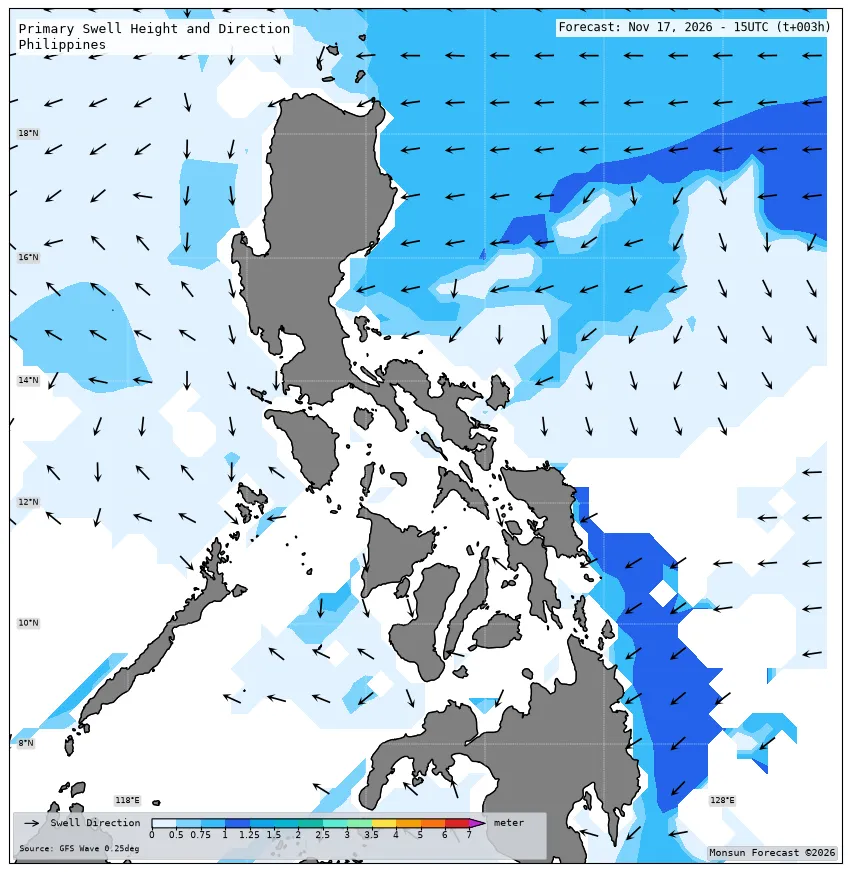 Primary Swell Height and Direction
Philippines
Forecast: Nov 17, 2026 - 15UTC (t+003h)
18°N
16°N
14°N
12°N
10°N
8°N
118°E
128°E
Swell Direction
meter
0 0.5 0.75 1 1.25 1.5 2 2.5 3 3.5 4 5 6 7
Source: GFS Wave 0.25deg
Monsun Forecast ©2026